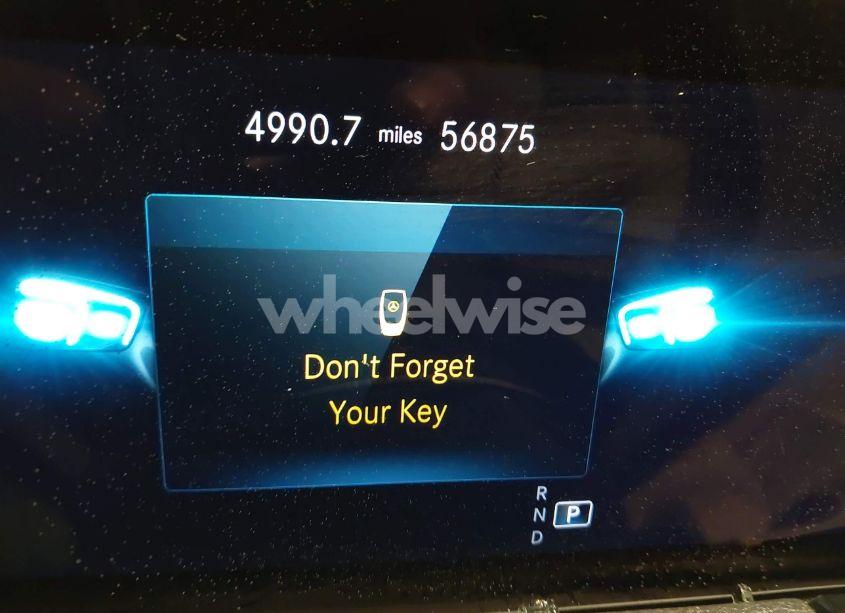 4990.7 miles 56875
wheelwise
Don't Forget
Your Key
R
N P
D